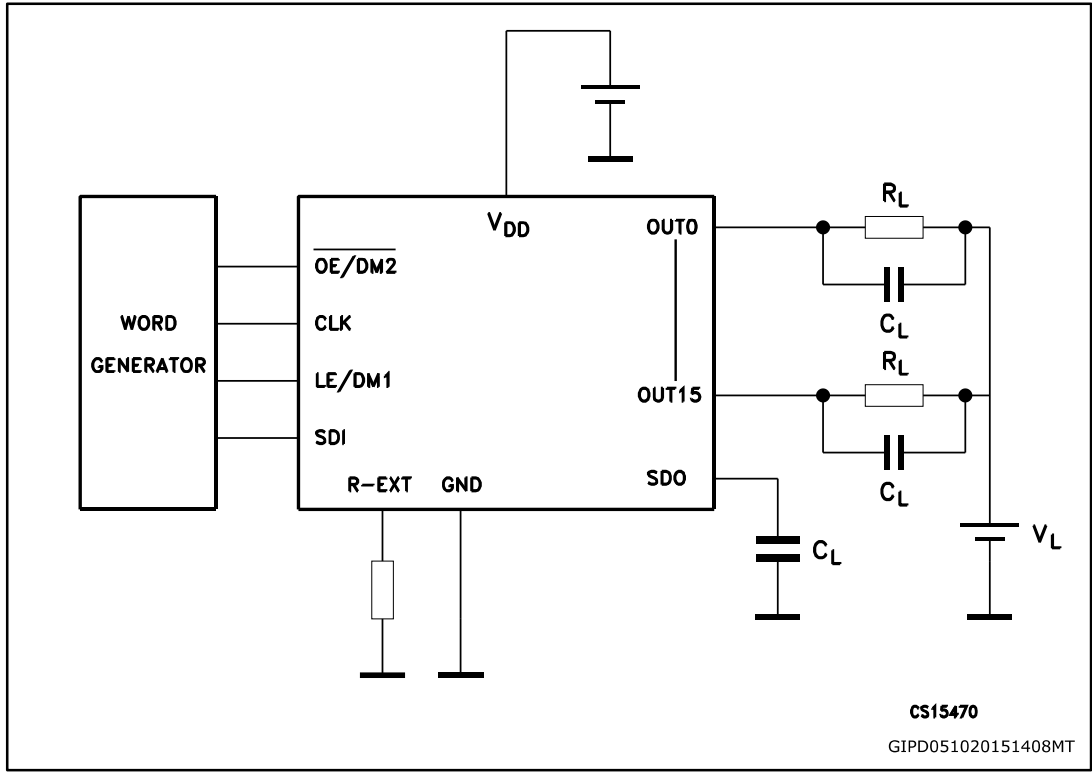 V_DD
OUT0
R_L
OE/DM2
C_L
WORD
GENERATOR
CLK
LE/DM1
R_L
OUT15
SDI
C_L
R-EXT
GND
SDO
C_L
V_L
CS15470
GIPD051020151408MT